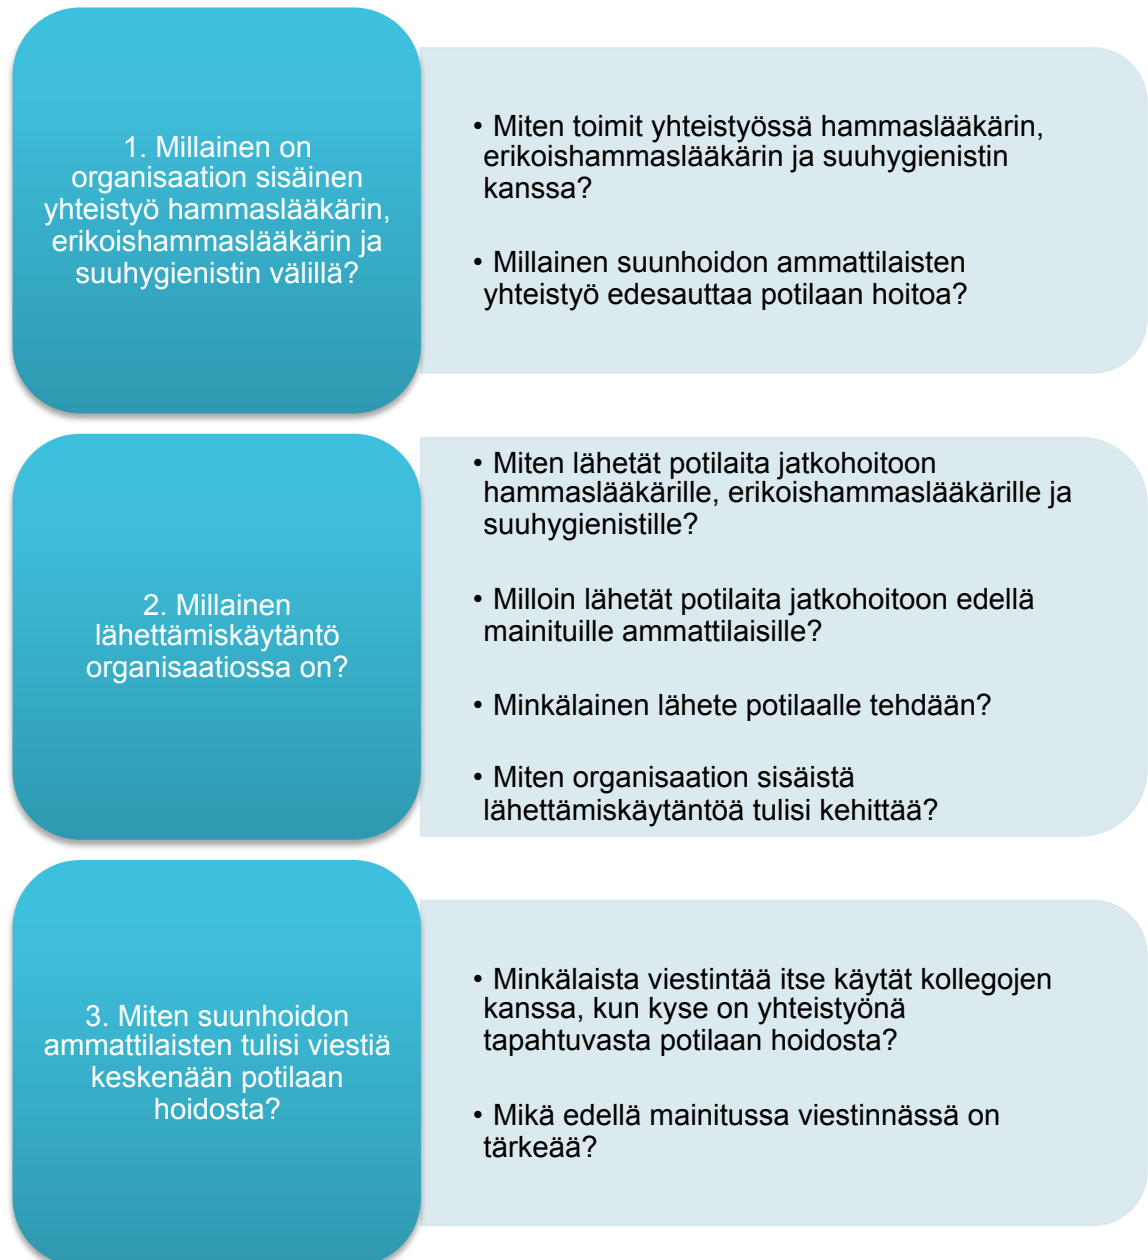 1. Millainen on
organisaation sisäinen
yhteistyö hammaslääkärin,
erikoishammaslääkärin ja
suuhygienistin välillä?
• Miten toimit yhteistyössä hammaslääkärin,
erikoishammaslääkärin ja suuhygienistin
kanssa?
• Millainen suunhoidon ammattilaisten
yhteistyö edesauttaa potilaan hoitoa?
2. Millainen
lähettämiskäytäntö
organisaatiossa on?
• Miten lähetät potilaita jatkohoitoon
hammaslääkärille, erikoishammaslääkärille ja
suuhygienistille?
• Milloin lähetät potilaita jatkohoitoon edellä
mainituille ammattilaisille?
• Minkälainen lähete potilaalle tehdään?
• Miten organisaation sisäistä
lähettämiskäytäntöä tulisi kehittää?
3. Miten suunhoidon
ammattilaisten tulisi viestiä
keskenään potilaan
hoidosta?
• Minkälaista viestintää itse käytät kollegojen
kanssa, kun kyse on yhteistyönä
tapahtuvasta potilaan hoidosta?
• Mikä edellä mainitussa viestinnässä on
tärkeää?